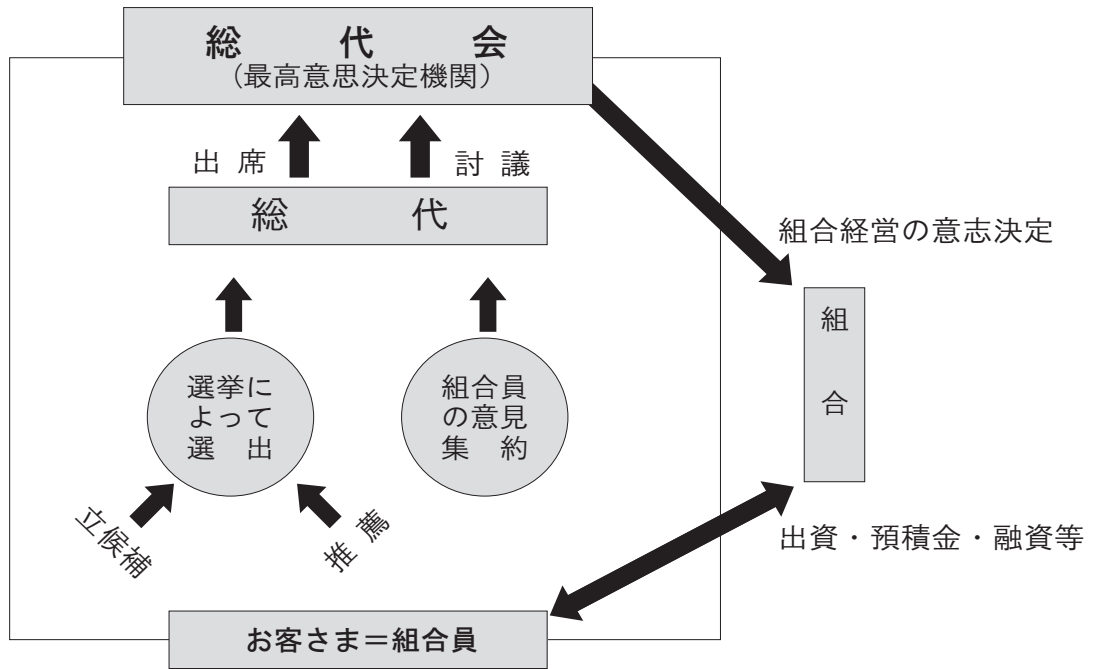 総代会
（最高意思決定機関）
出席
討議
総代
組合経営の意志決定
組合
選挙に
よって
選出
組合員
の意見
集約
立候補
推薦
出資・預積金・融資等
お客さま＝組合員